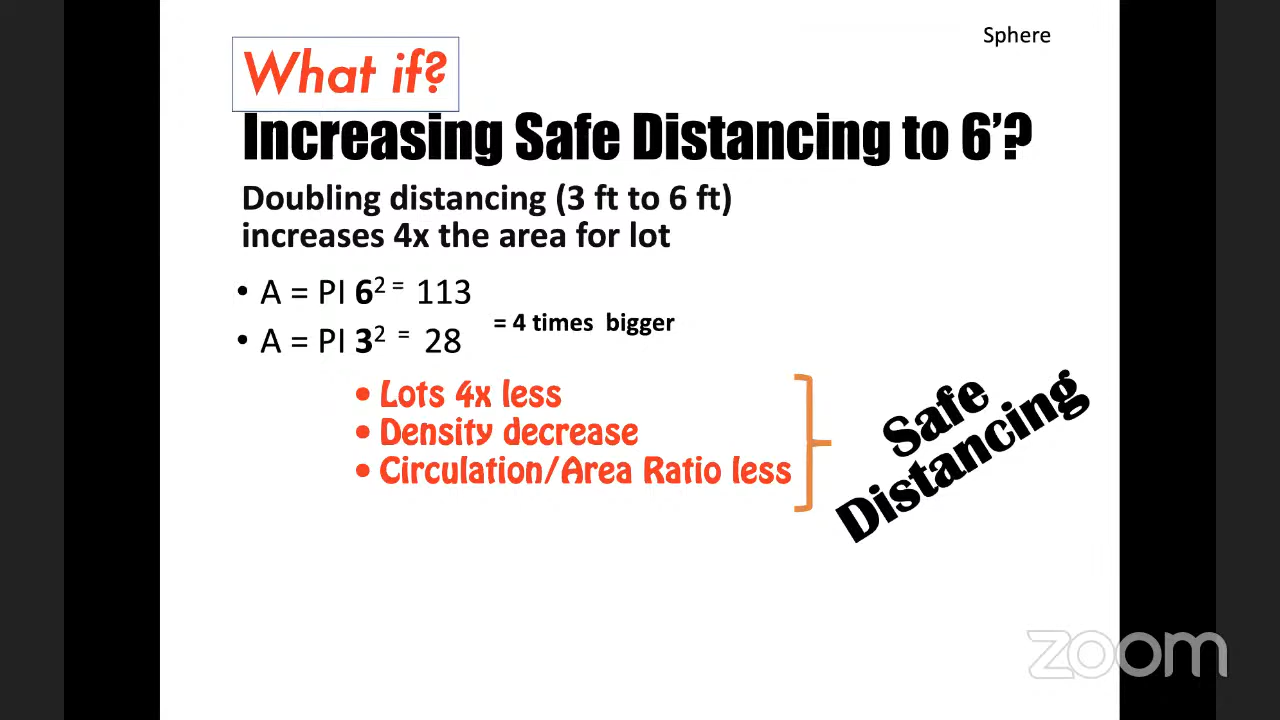 Sphere
What if?
Increasing Safe Distancing to 6’?
Doubling distancing (3 ft to 6 ft)
increases 4x the area for lot
• A = PI 6² ⁼ 113
= 4 times bigger
• A = PI 3² ⁼ 28
• Lots 4x less
• Density decrease
• Circulation/Area Ratio less
Safe
Distancing
zoom